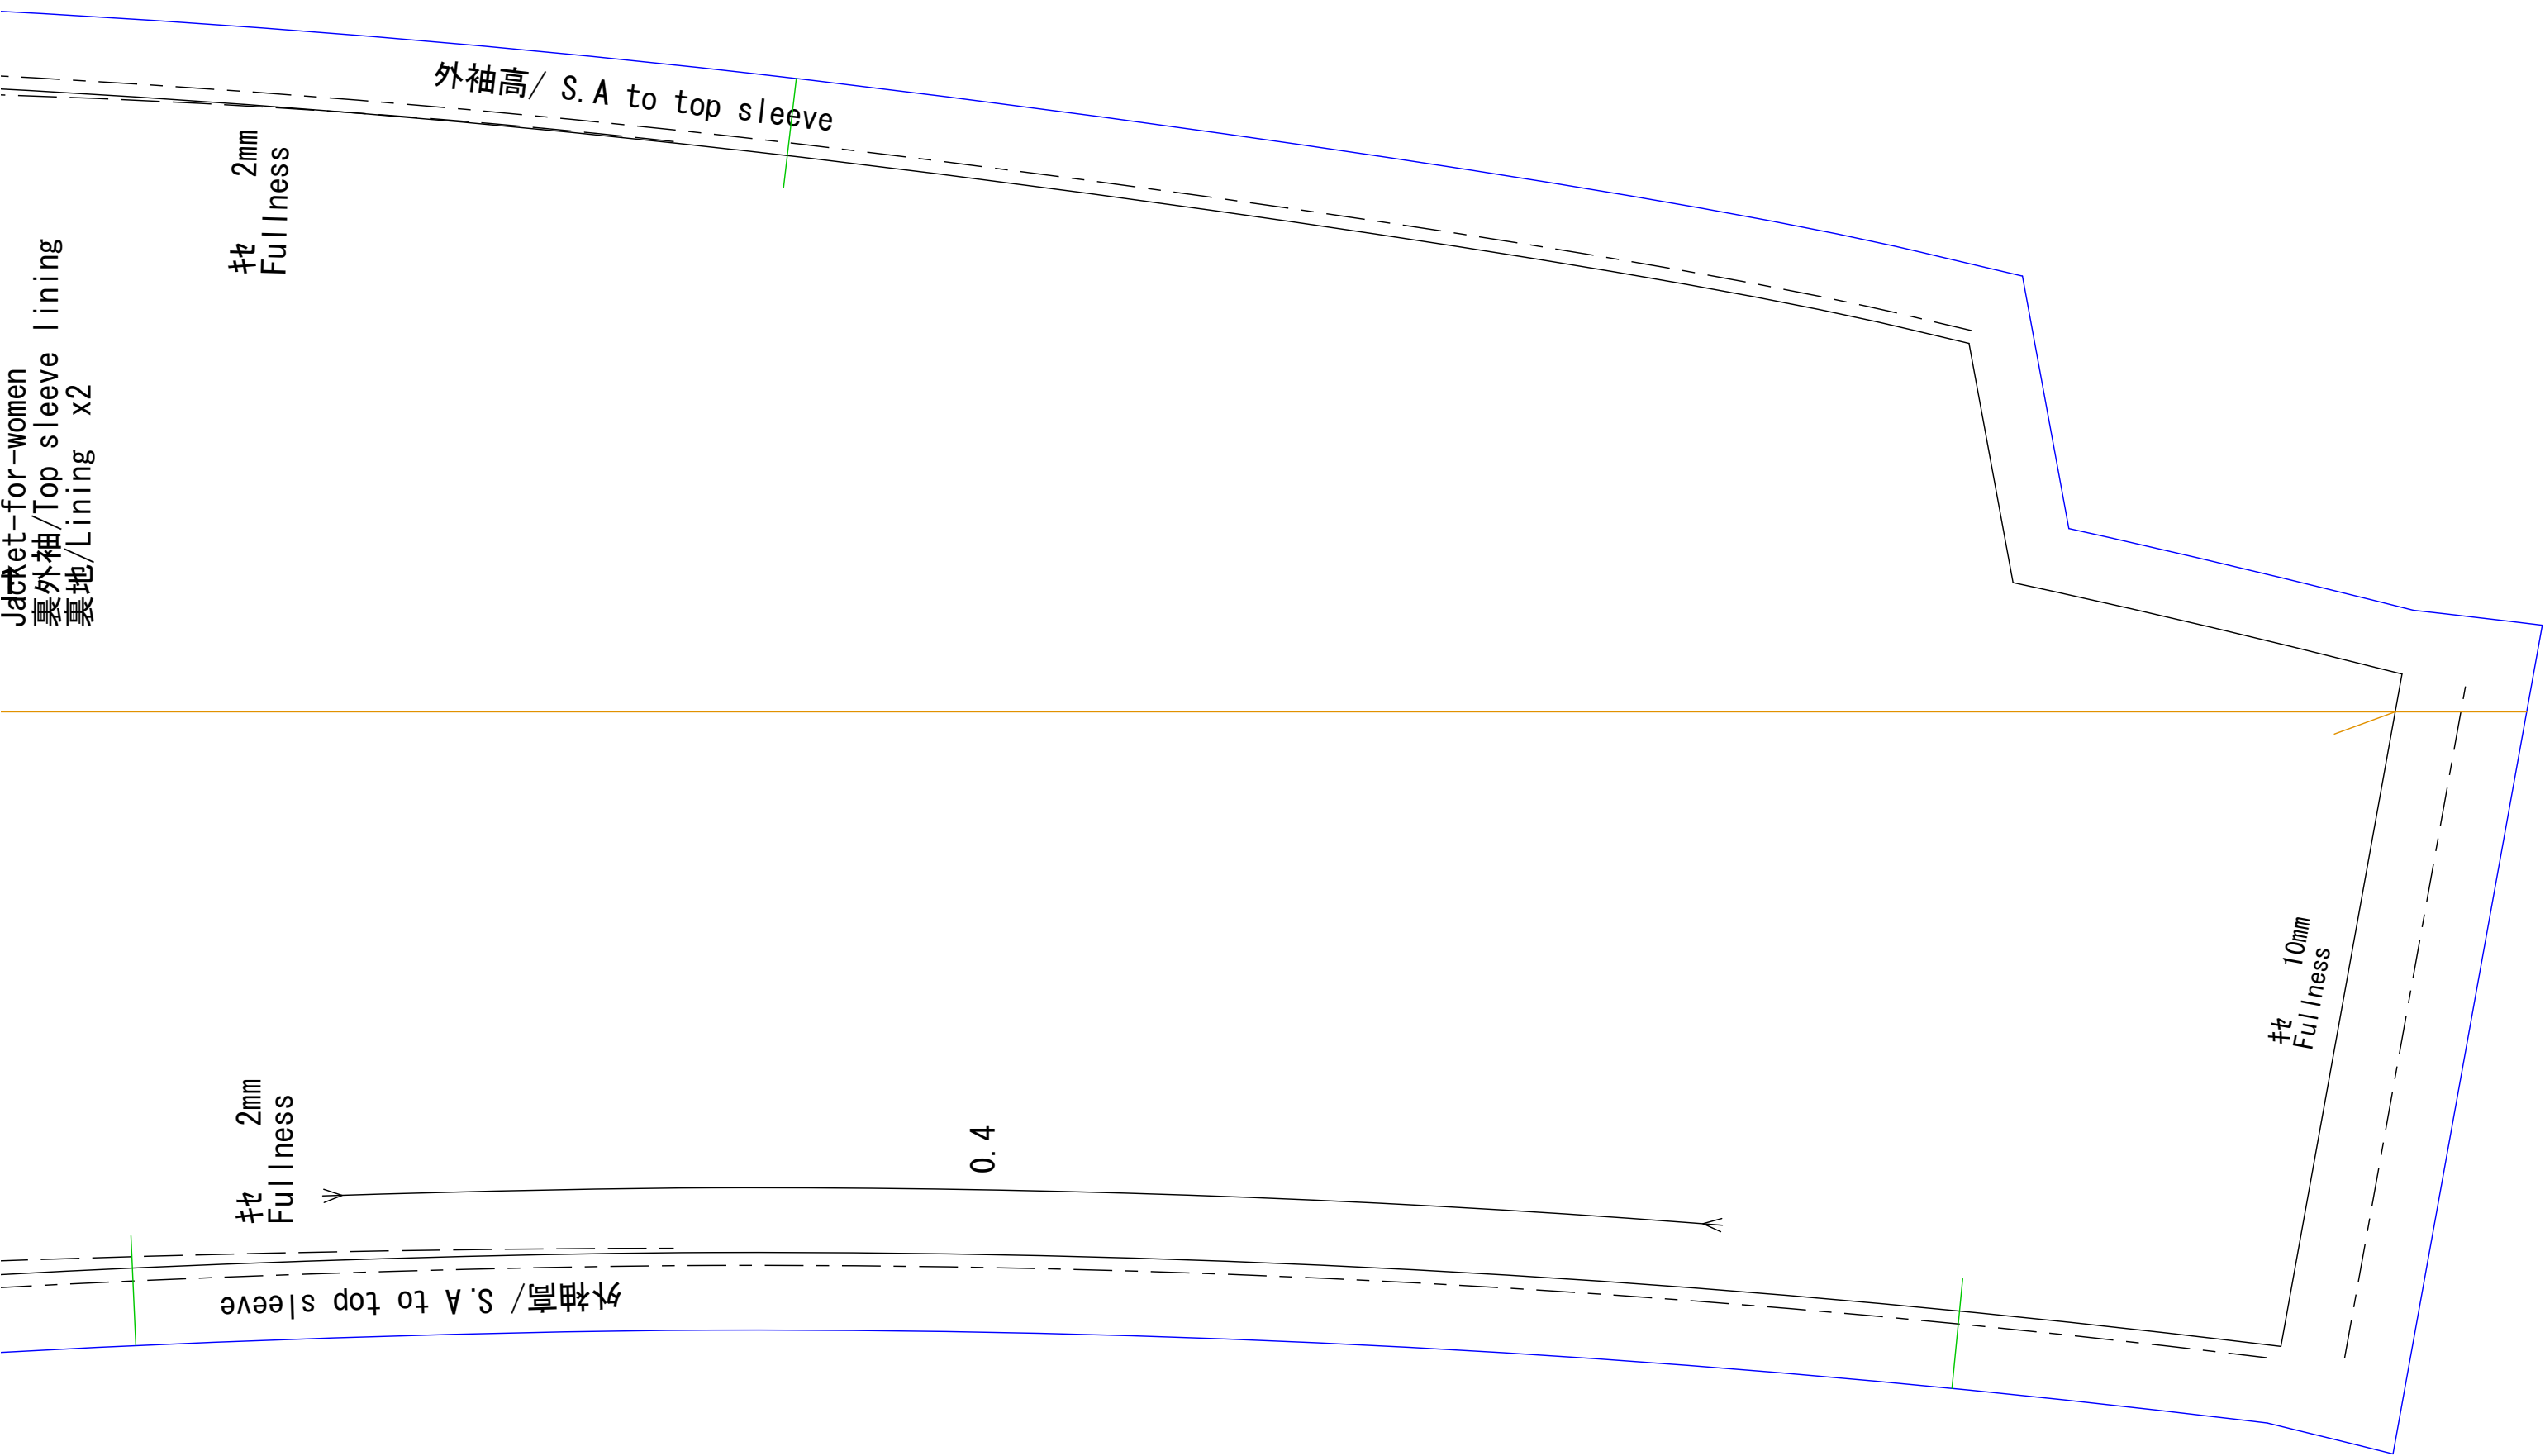 外袖高/ S.A to top sleeve
キセ 2mm
Fullness
Jacket-for-women
裏外袖/Top sleeve lining
裏地/Lining x2
キセ 10mm
Fullness
キセ 2mm
Fullness
0.4
外袖高/ S.A to top sleeve